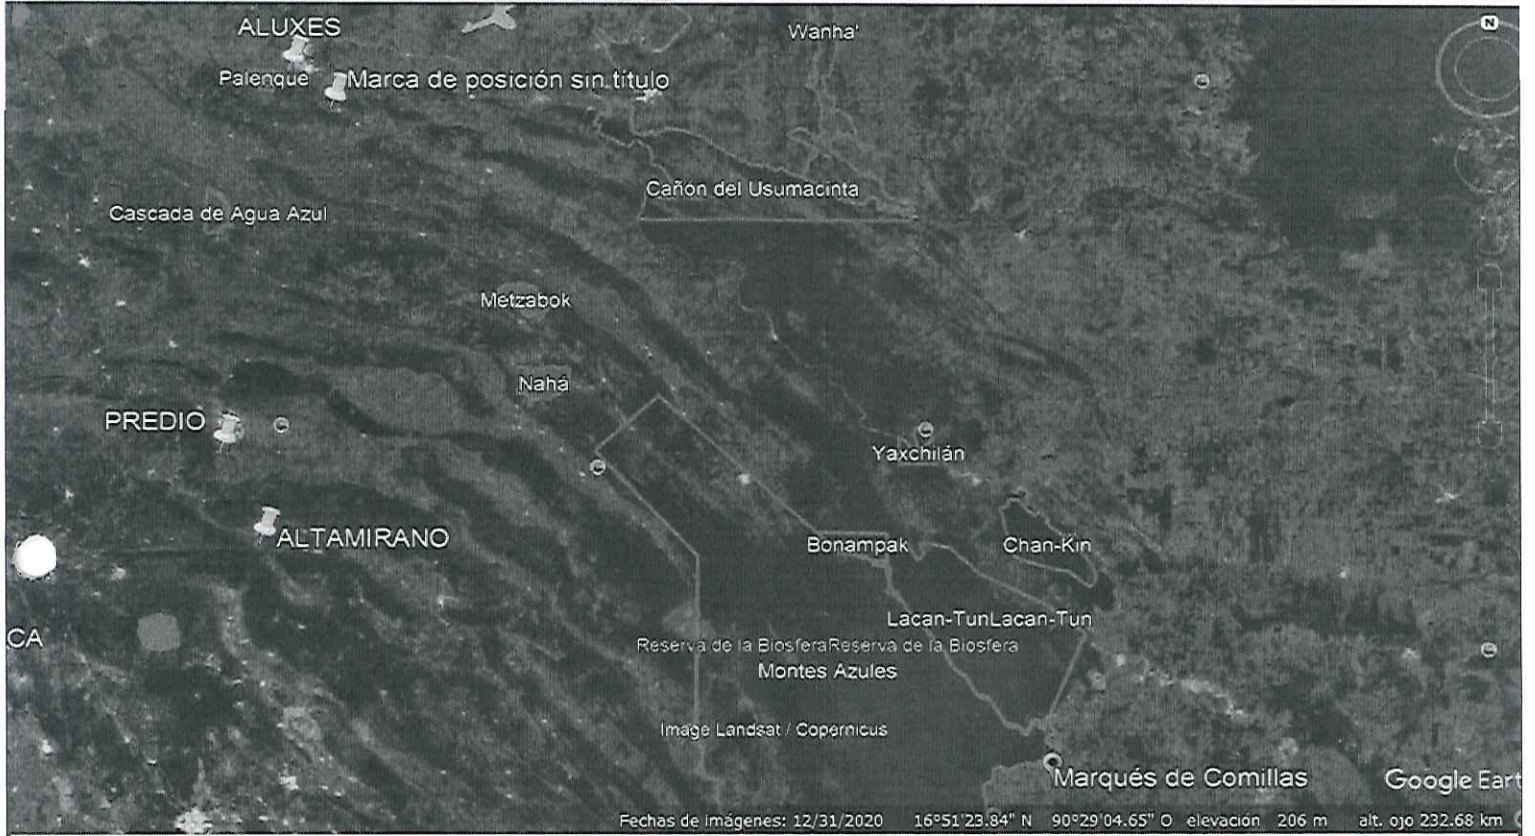 N
ALUXES
Wanha'
Palenque
Marca de posición sin título
Cañón del Usumacinta
Cascada de Agua Azul
Metzabok
Nahá
PREDIO
Yaxchilán
ALTAMIRANO
Bonampak
Chan-Kin
Lacan-TunLacan-Tun
CA
Reserva de la BiosferaReserva de la Biosfera
Montes Azules
Image Landsat / Copernicus
Marqués de Comillas
Google Eart
Fechas de imágenes: 12/31/2020 16°51'23.84" N 90°29'04.65" O elevación 206 m alt. ojo 232.68 km